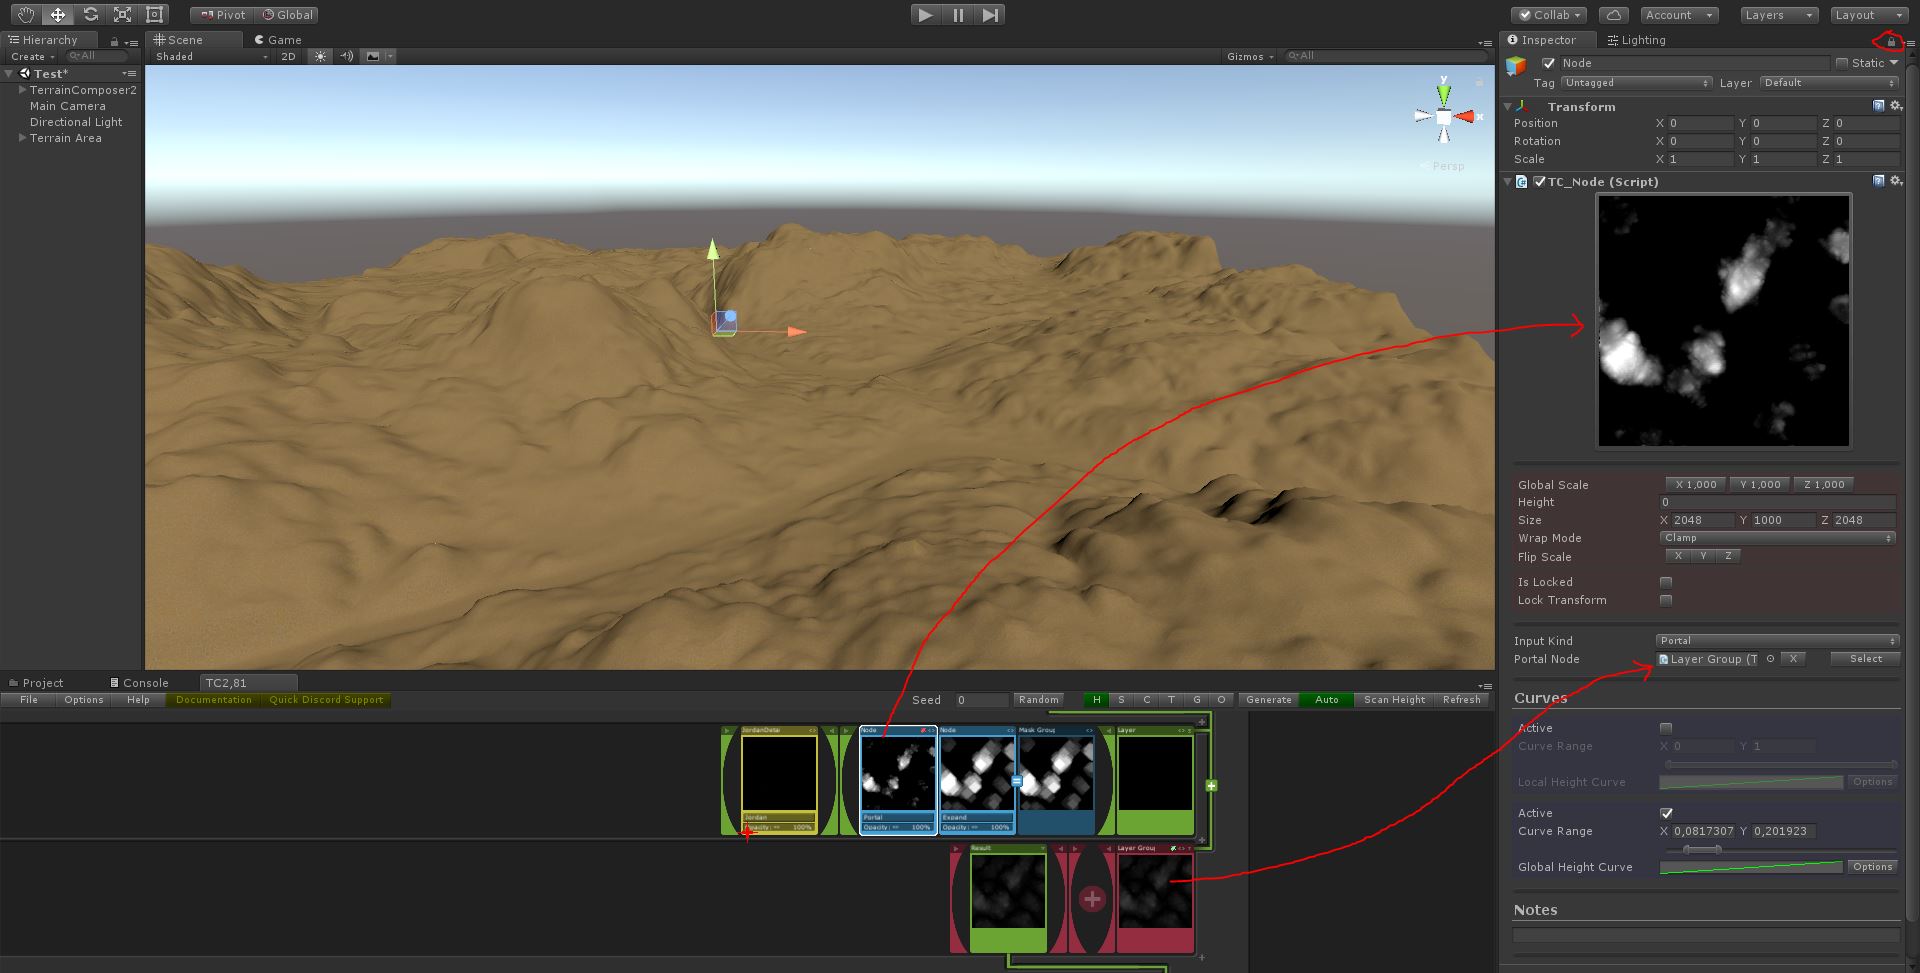 Pivot Global
Collab Account Layers Layout
Hierarchy
Create All
Test*
TerrainComposer2
Main Camera
Directional Light
Terrain Area
Scene Game
Shaded 2D Gizmos All
y
x
Persp
Inspector Lighting
Node Static
Tag Untagged Layer Default
Transform
Position X 0 Y 0 Z 0
Rotation X 0 Y 0 Z 0
Scale X 1 Y 1 Z 1
TC_Node (Script)
Global Scale X 1,000 Y 1,000 Z 1,000
Height 0
Size X 2048 Y 1000 Z 2048
Wrap Mode Clamp
Flip Scale X Y Z
Is Locked
Lock Transform
Input Kind Portal
Portal Node Layer Group (T X Select
Curves
Active
Curve Range X 0 Y 1
Local Height Curve Options
Active
Curve Range X 0,0817307 Y 0,201923
Global Height Curve Options
Notes
Project Console TC2,81
File Options Help Documentation Quick Discord Support Seed 0 Random H S C T G O Generate Auto Scan Height Refresh
JordanDetai Node Node Mask Group Layer
Jordan Portal Expand
Opacity: 100% Opacity: 100% Opacity: 100%
Result Layer Grou